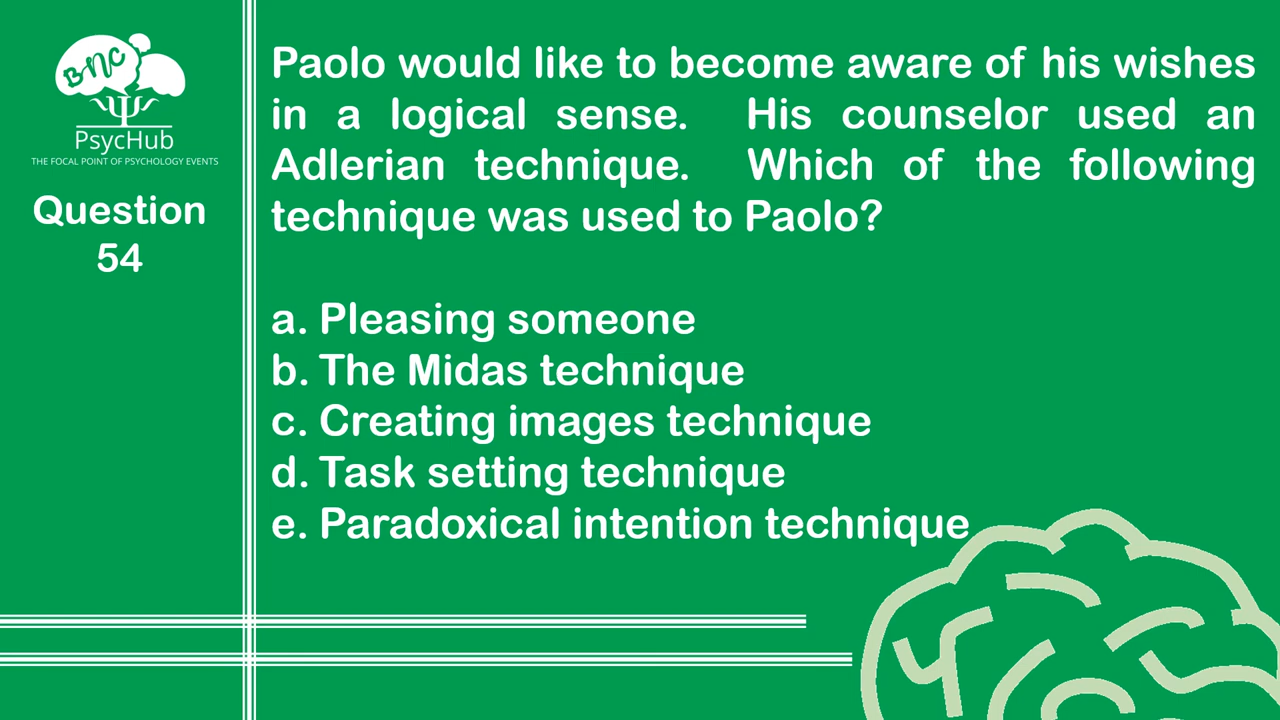 BNC
PsycHub
THE FOCAL POINT OF PSYCHOLOGY EVENTS
Question
54
Paolo would like to become aware of his wishes
in a logical sense. His counselor used an
Adlerian technique. Which of the following
technique was used to Paolo?
a. Pleasing someone
b. The Midas technique
c. Creating images technique
d. Task setting technique
e. Paradoxical intention technique